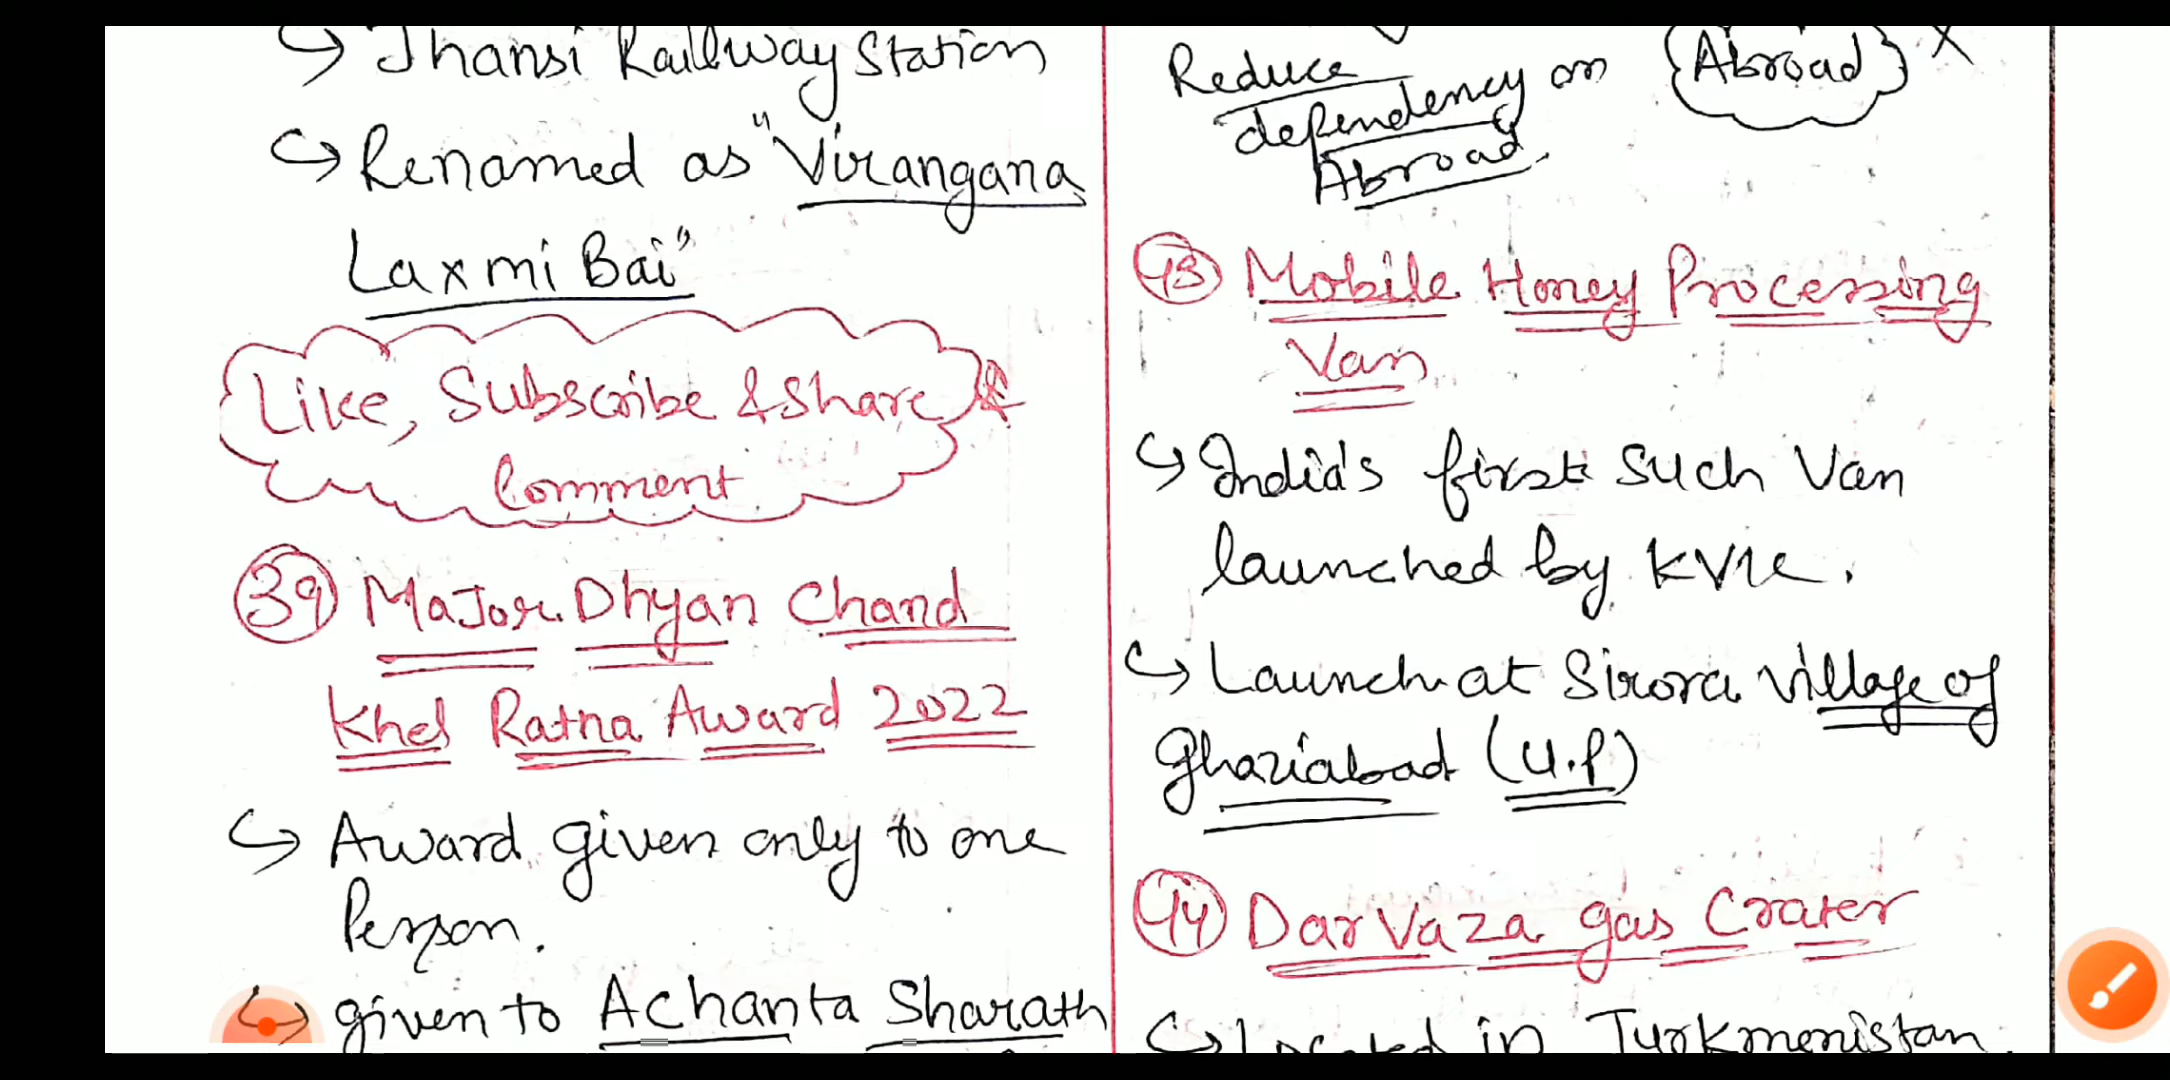 ↳ Jhansi Raillway Station
↳ Renamed as "Virangana
Laxmi Bai"
Like, Subscribe & Share &
Comment
39 Major Dhyan Chand
Khel Ratna Award 2022
↳ Award given only to one
Person.
↳ given to Achanta Sharath
Reduce
dependency on {Abroad} X
Abroad.
43 Mobile Honey Processing
Van
↳ India's first such Van
launched by KVIC.
↳ Launch at Sirora village of
Ghaziabad (U.P)
44 Darvaza gas Crater
↳ Located in Turkmenistan.